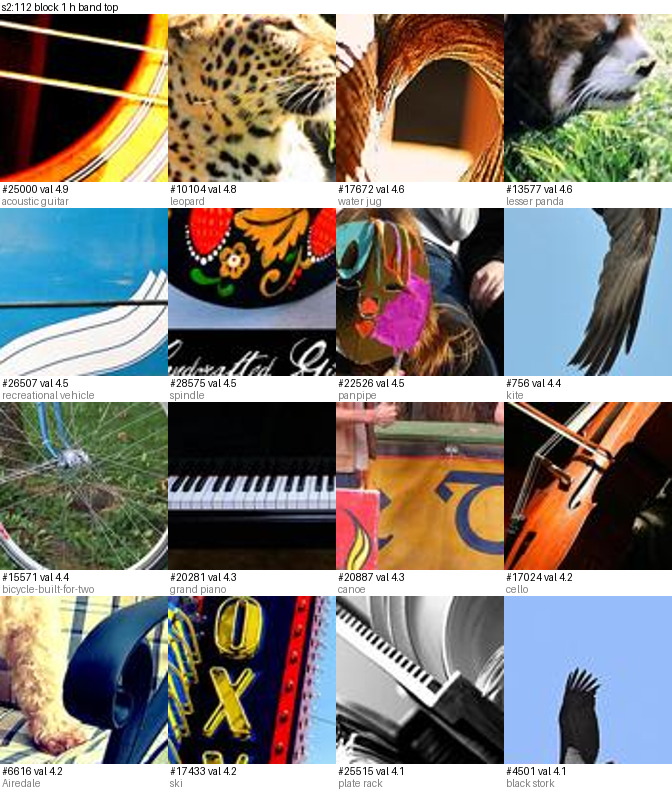 s2:112 block 1 h band top
#25000 val 4.9
acoustic guitar
#10104 val 4.8
leopard
#17672 val 4.6
water jug
#13577 val 4.6
lesser panda
#26507 val 4.5
recreational vehicle
#28575 val 4.5
spindle
#22526 val 4.5
panpipe
#756 val 4.4
kite
#15571 val 4.4
bicycle-built-for-two
#20281 val 4.3
grand piano
#20887 val 4.3
canoe
#17024 val 4.2
cello
OX
#6616 val 4.2
Airedale
#17433 val 4.2
ski
#25515 val 4.1
plate rack
#4501 val 4.1
black stork